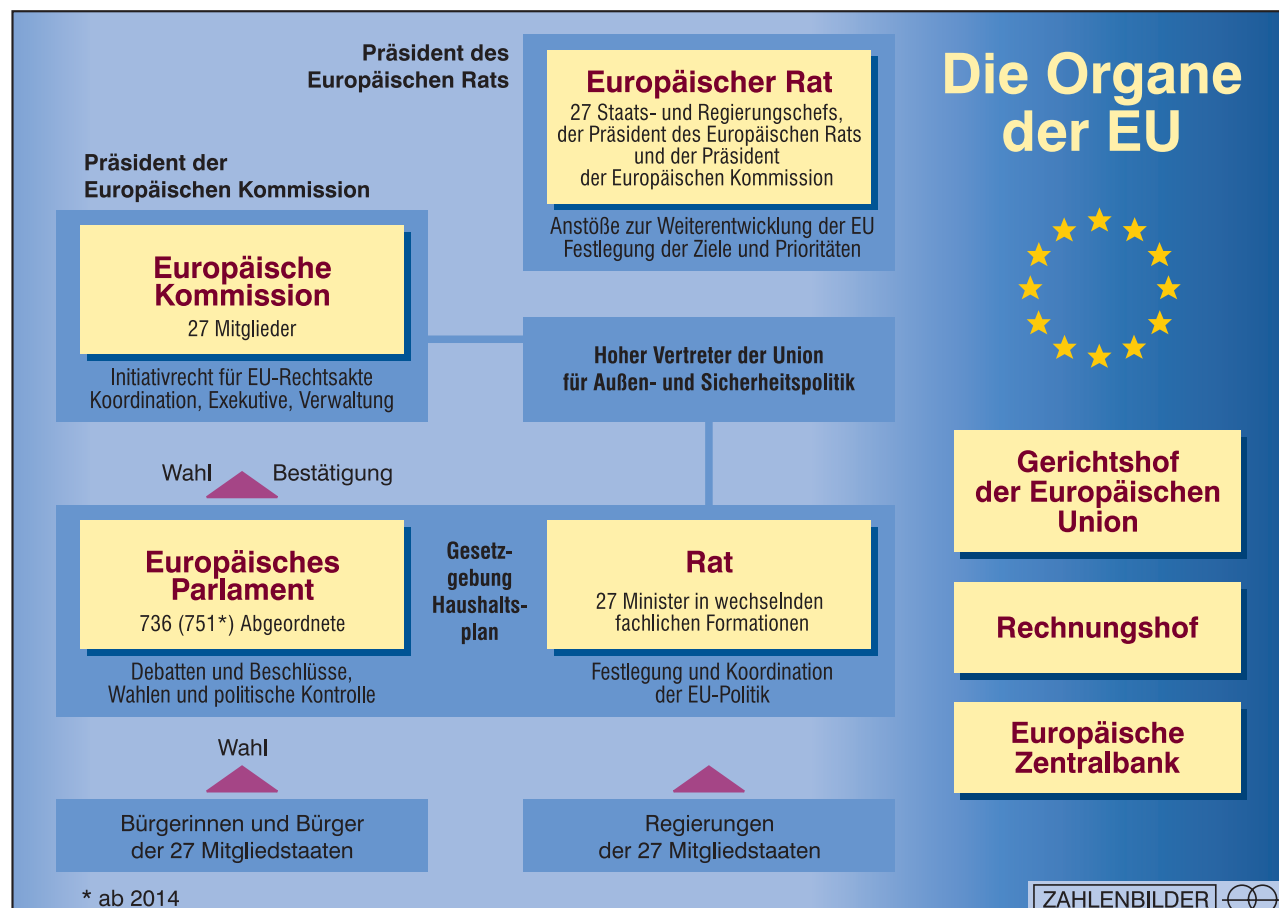 Die Organe
der EU
Präsident des
Europäischen Rats
Europäischer Rat
27 Staats- und Regierungschefs,
der Präsident des Europäischen Rats
und der Präsident
der Europäischen Kommission
Anstöße zur Weiterentwicklung der EU
Festlegung der Ziele und Prioritäten
Präsident der
Europäischen Kommission
Europäische
Kommission
27 Mitglieder
Initiativrecht für EU-Rechtsakte
Koordination, Exekutive, Verwaltung
Hoher Vertreter der Union
für Außen- und Sicherheitspolitik
Wahl Bestätigung
Europäisches
Parlament
736 (751*) Abgeordnete
Debatten und Beschlüsse,
Wahlen und politische Kontrolle
Gesetz-
gebung
Haushalts-
plan
Rat
27 Minister in wechselnden
fachlichen Formationen
Festlegung und Koordination
der EU-Politik
Wahl
Bürgerinnen und Bürger
der 27 Mitgliedstaaten
Regierungen
der 27 Mitgliedstaaten
Gerichtshof
der Europäischen
Union
Rechnungshof
Europäische
Zentralbank
* ab 2014
ZAHLENBILDER